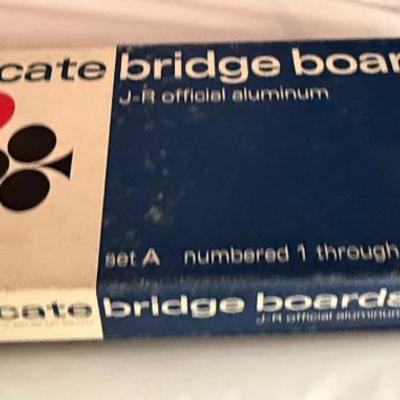 cate bridge boar
J-R official aluminum
set A numbered 1 through
cate bridge boards
J-R official aluminum